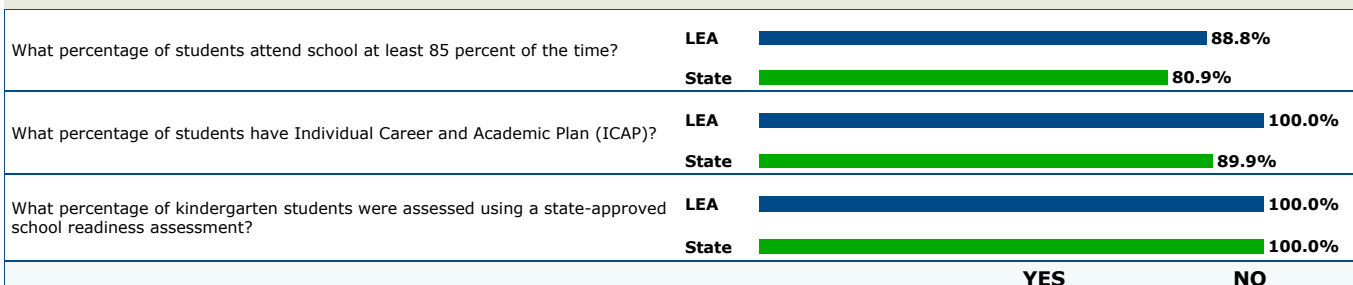 What percentage of students attend school at least 85 percent of the time?
LEA
88.8%
State
80.9%
What percentage of students have Individual Career and Academic Plan (ICAP)?
LEA
100.0%
State
89.9%
What percentage of kindergarten students were assessed using a state-approved
school readiness assessment?
LEA
100.0%
State
100.0%
YES NO